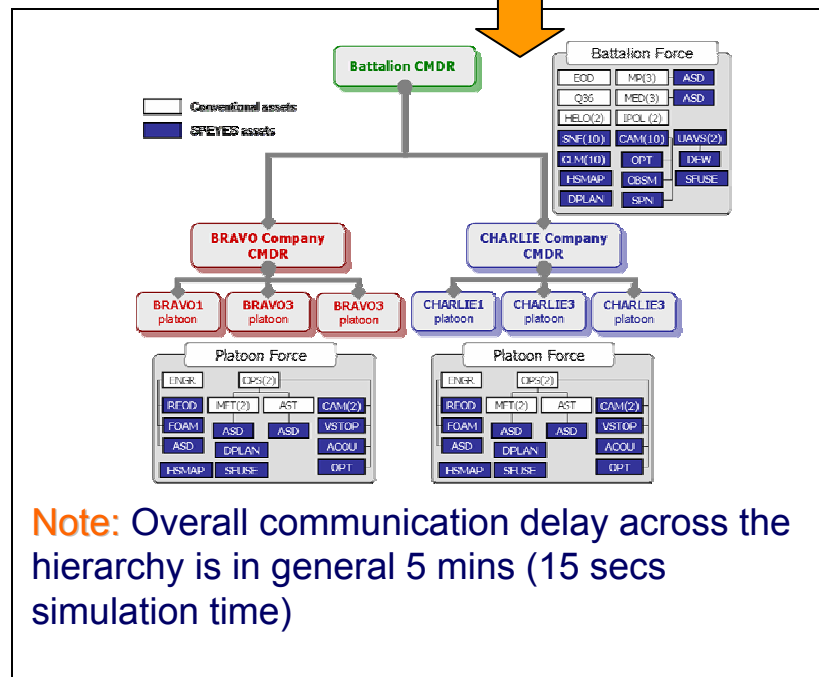 Battalion CMDR
Conventional assets
SPEYES assets
Battalion Force
EOD MP(3) ASD
Q36 MED(3) ASD
HELO(2) IPOL (2)
SNF(10) CAM(10) UAVS(2)
CLM(10) OPT DEW
HSMAP OBSM SFUSE
DPLAN SPN
BRAVO Company
CMDR
CHARLIE Company
CMDR
BRAVO1
platoon
BRAVO3
platoon
BRAVO3
platoon
CHARLIE1
platoon
CHARLIE3
platoon
CHARLIE3
platoon
Platoon Force
ENGR OPS(2)
REOD MFT(2) AST CAM(2)
FOAM ASD ASD VSTOP
ASD DPLAN ACOU
HSMAP SFUSE OPT
Platoon Force
ENGR OPS(2)
REOD MFT(2) AST CAM(2)
FOAM ASD ASD VSTOP
ASD DPLAN ACOU
HSMAP SFUSE OPT
Note: Overall communication delay across the
hierarchy is in general 5 mins (15 secs
simulation time)